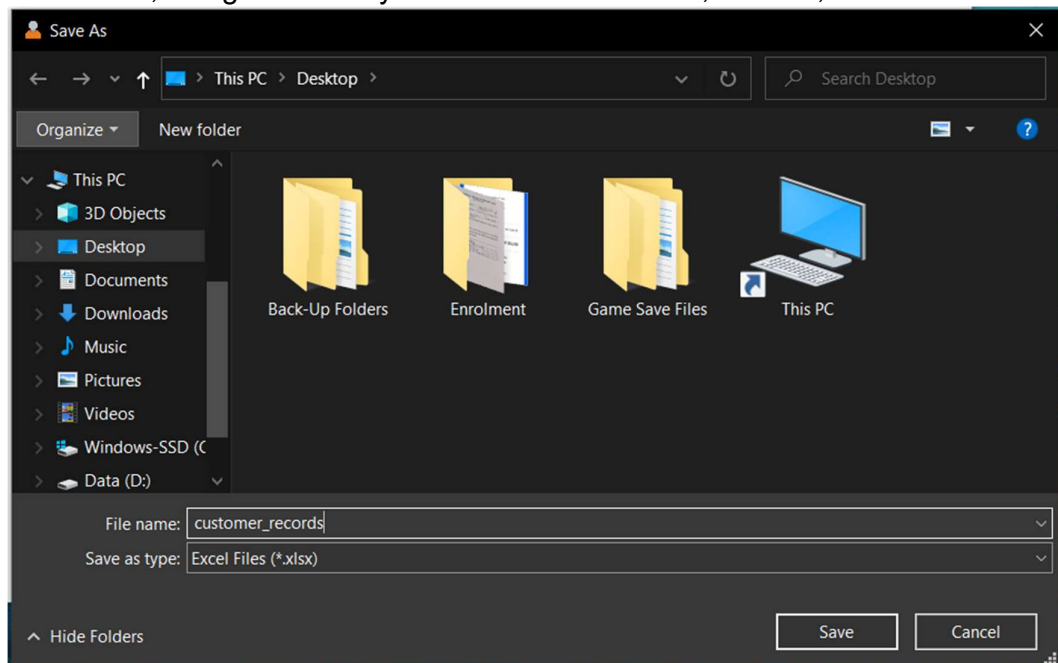 Save As
This PC > Desktop >
Search Desktop
Organize
New folder
This PC
3D Objects
Desktop
Documents
Downloads
Music
Pictures
Videos
Windows-SSD (C
Data (D:)
Back-Up Folders
Enrolment
Game Save Files
This PC
File name: customer_records
Save as type: Excel Files (*.xlsx)
Hide Folders
Save
Cancel